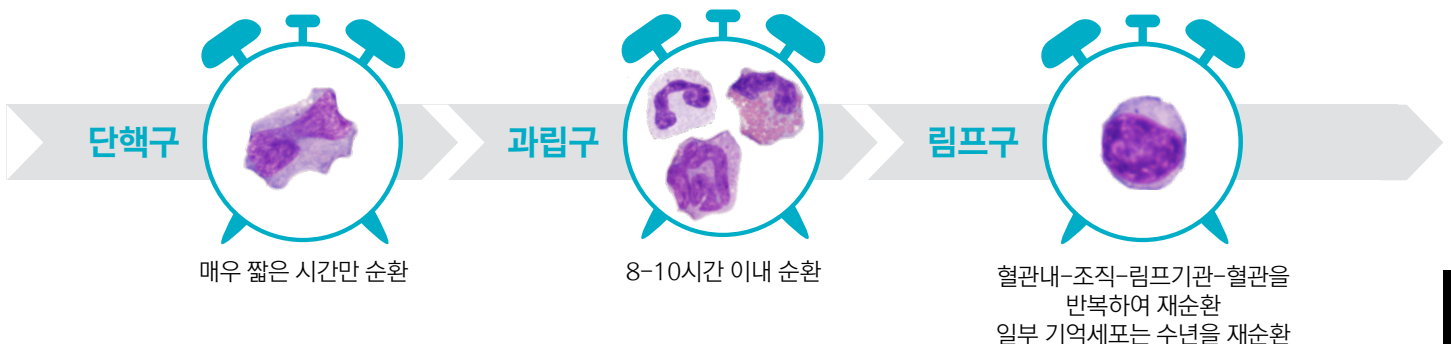 단핵구
매우 짧은 시간만 순환
과립구
8-10시간 이내 순환
림프구
혈관내-조직-림프기관-혈관을
반복하여 재순환
일부 기억세포는 수년을 재순환